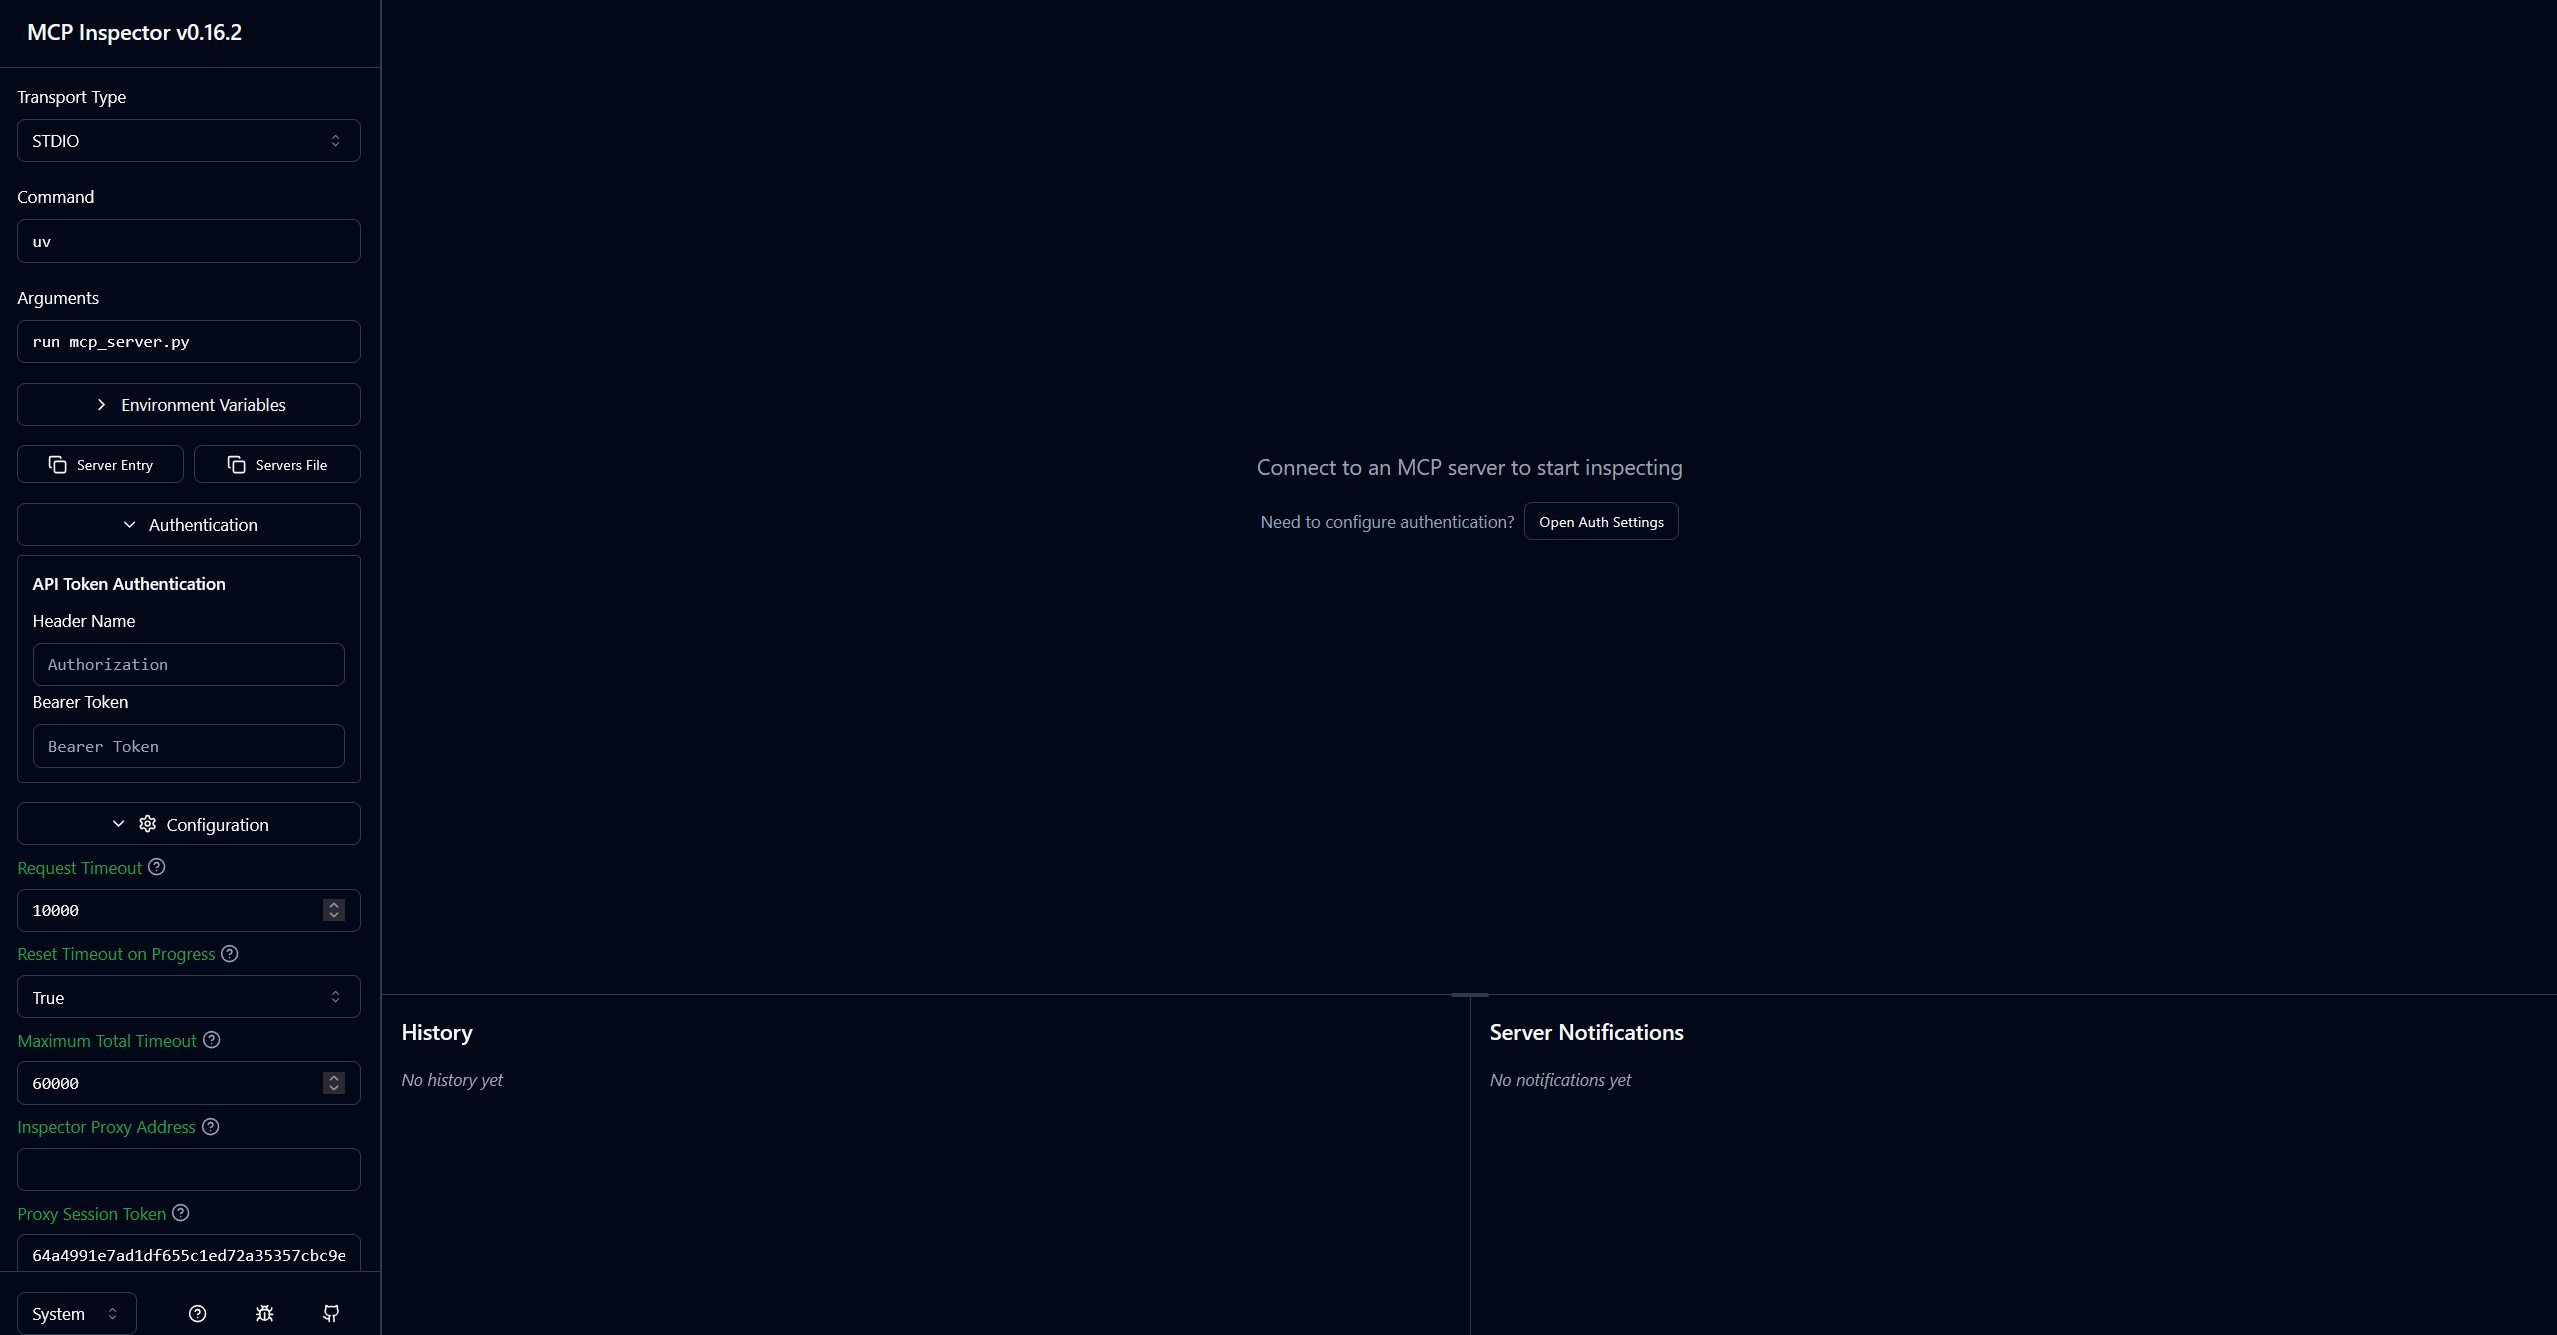 MCP Inspector v0.16.2
Transport Type
STDIO
Command
uv
Arguments
run mcp_server.py
Environment Variables
Server Entry
Servers File
Authentication
API Token Authentication
Header Name
Authorization
Bearer Token
Bearer Token
Configuration
Request Timeout
10000
Reset Timeout on Progress
True
Maximum Total Timeout
60000
Inspector Proxy Address
Proxy Session Token
64a4991e7ad1df655c1ed72a35357cbc9e
System
Connect to an MCP server to start inspecting
Need to configure authentication?
Open Auth Settings
History
No history yet
Server Notifications
No notifications yet